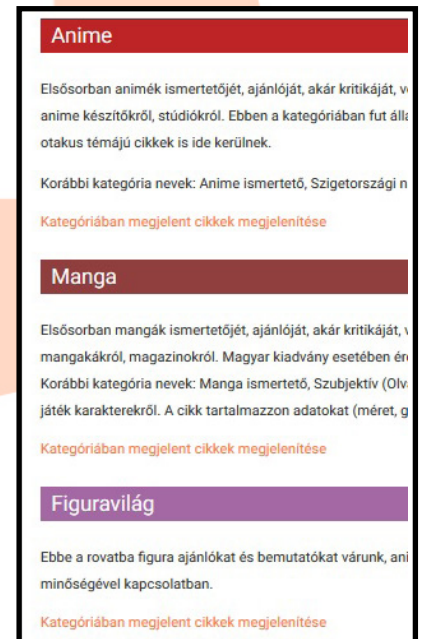 Anime
Elsősorban animék ismertetőjét, ajánlóját, akár kritikáját,
anime készítőkről, stúdiókról. Ebben a kategóriában fut
otakus témájú cikkek is ide kerülnek.
Korábbi kategória nevek: Anime ismertető, Szigetországi
Kategóriában megjelent cikkek megjelenítése
Manga
Elsősorban mangák ismertetőjét, ajánlóját, akár kritikáját,
mangakákról, magazinokról. Magyar kiadvány esetében
Korábbi kategória nevek: Manga ismertető, Szubjektív
játék karakterekről. A cikk tartalmazzon adatokat (méret,
Kategóriában megjelent cikkek megjelenítése
Figuravilág
Ebbe a rovatba figura ajánlókat és bemutatókat várunk,
minőségével kapcsolatban.
Kategóriában megjelent cikkek megjelenítése